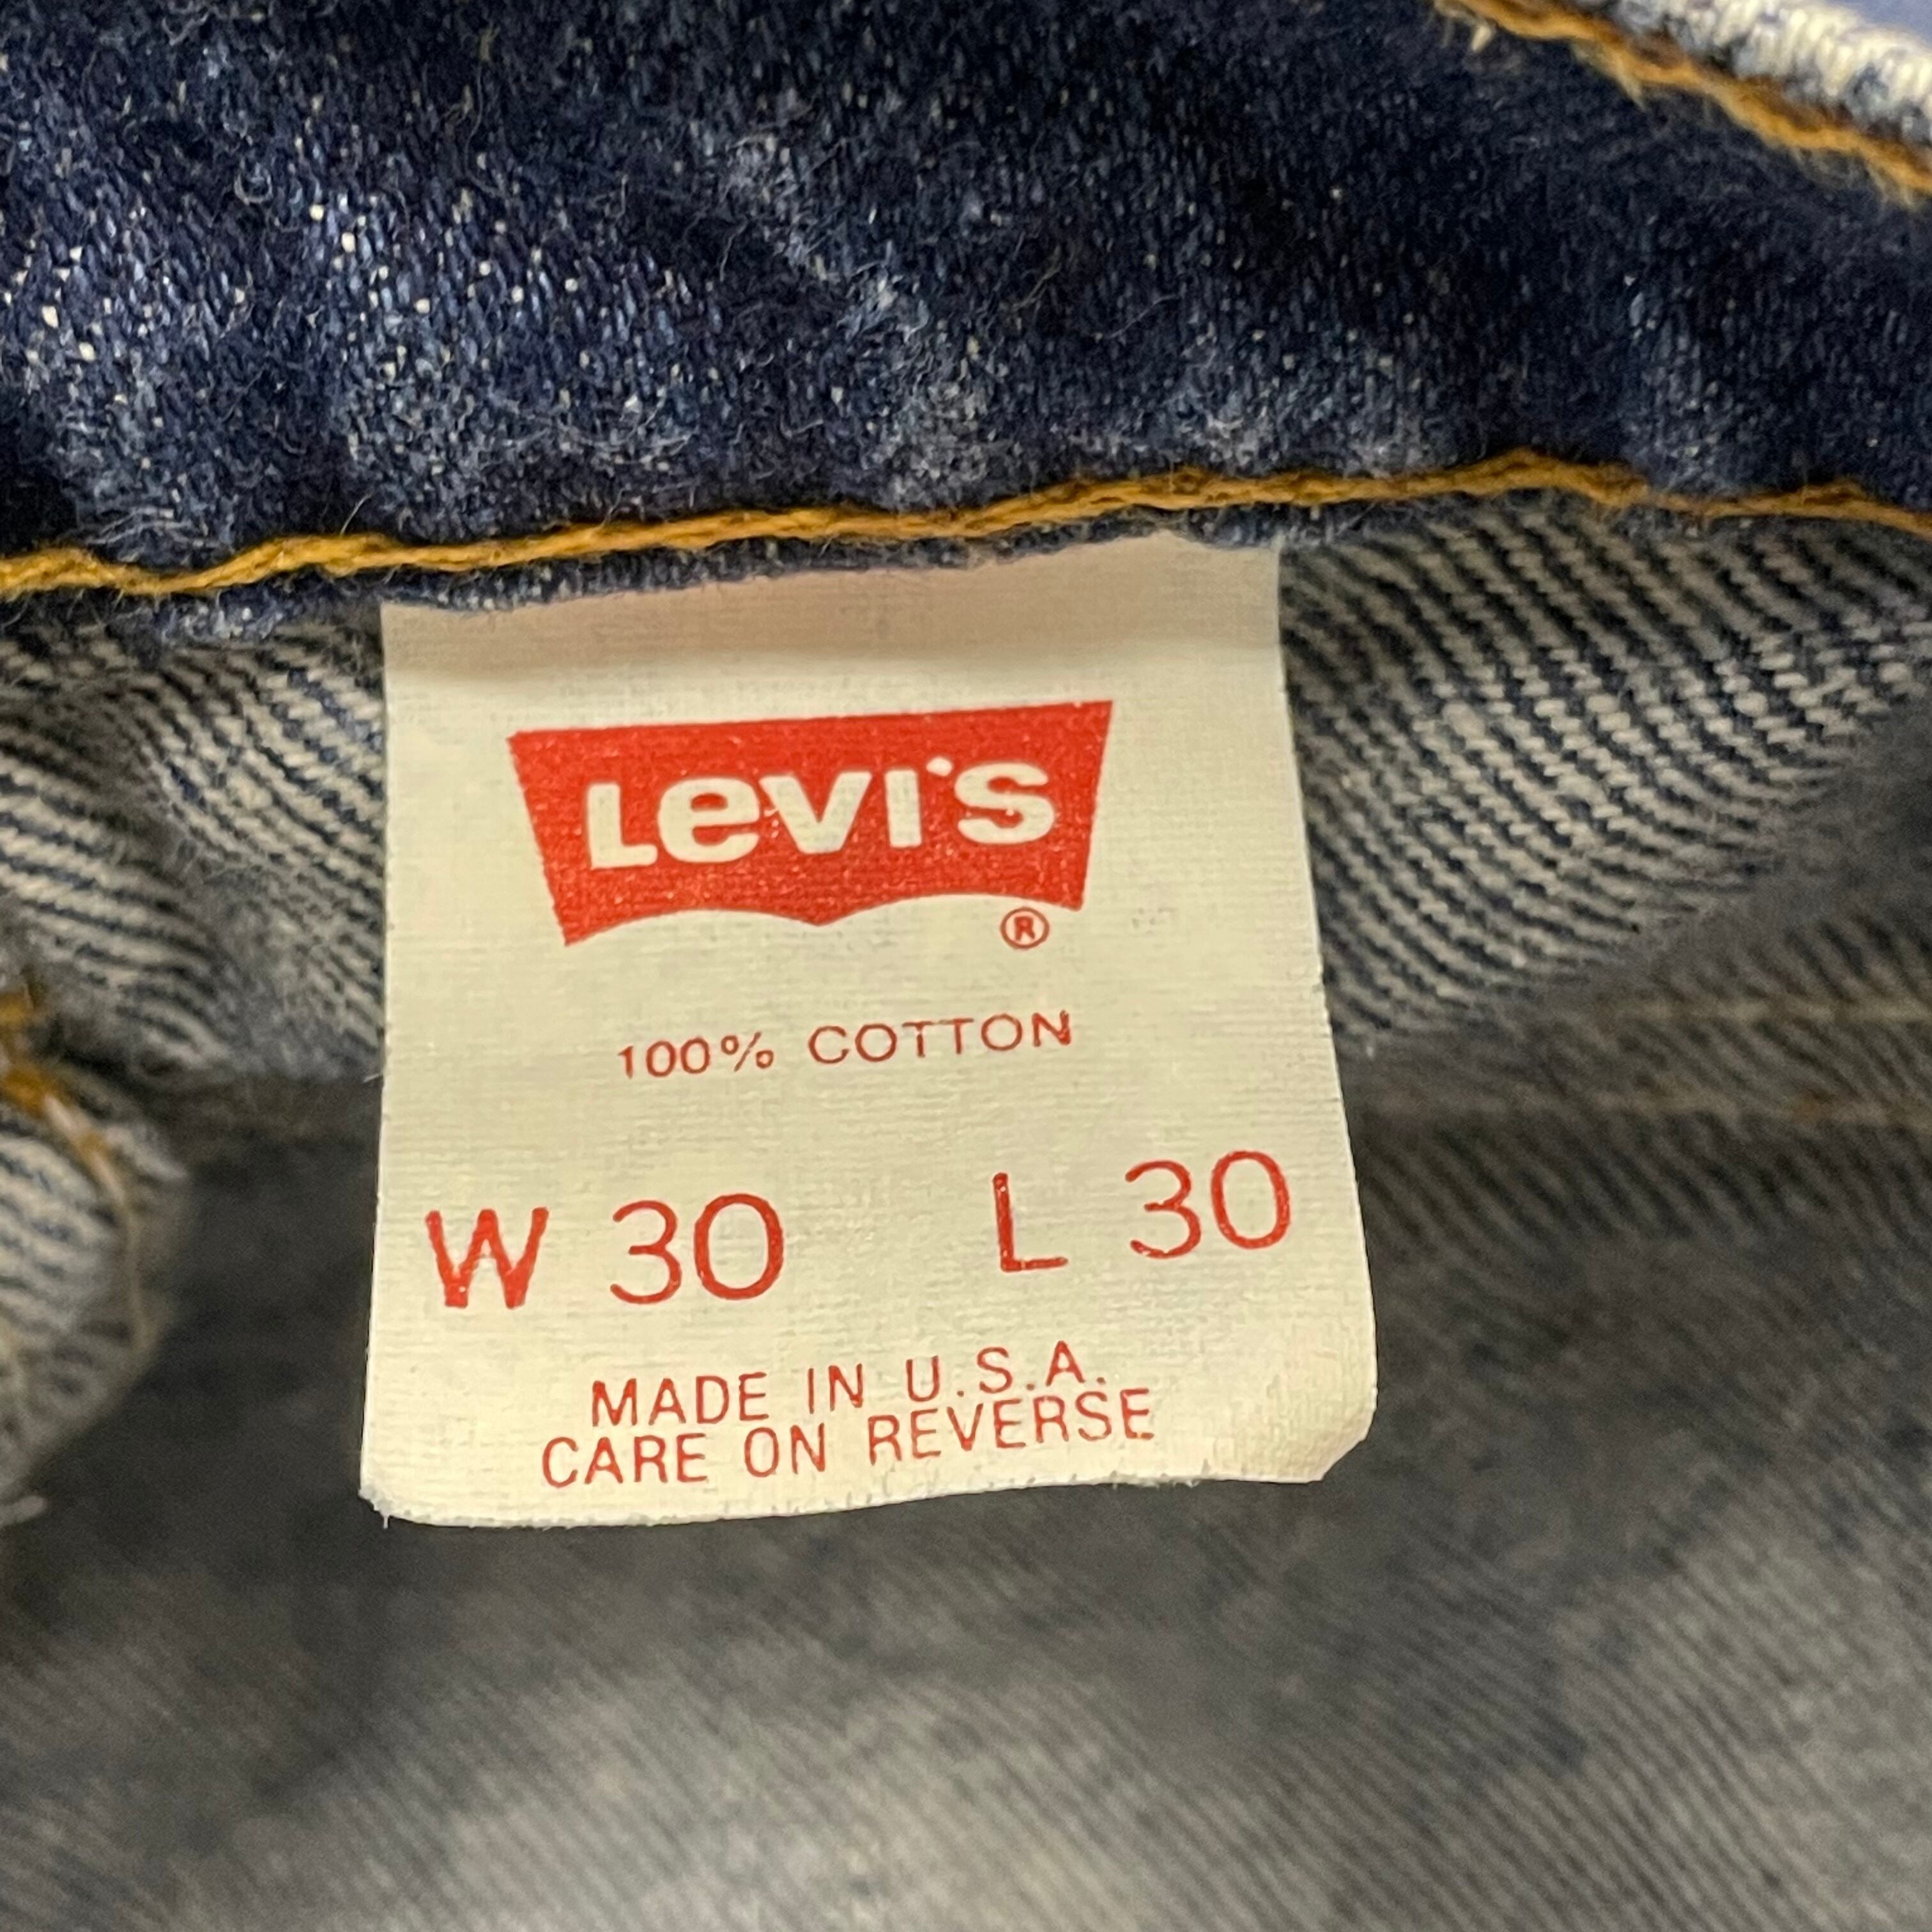 Levi's
®
100% COTTON
W 30 L 30
MADE IN U.S.A.
CARE ON REVERSE